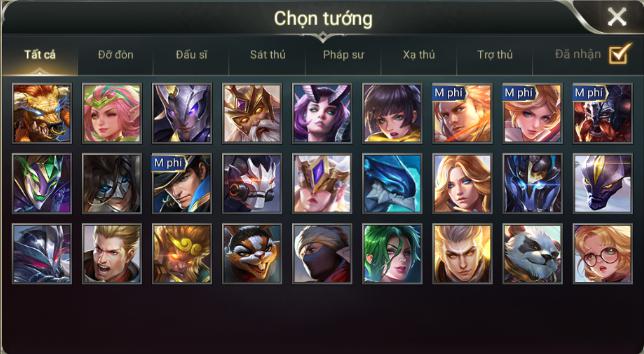 Chọn tướng
Tất cả Đỡ đòn Đấu sĩ Sát thủ Pháp sư Xạ thủ Trợ thủ Đã nhận
M phí M phí M phí
M phí